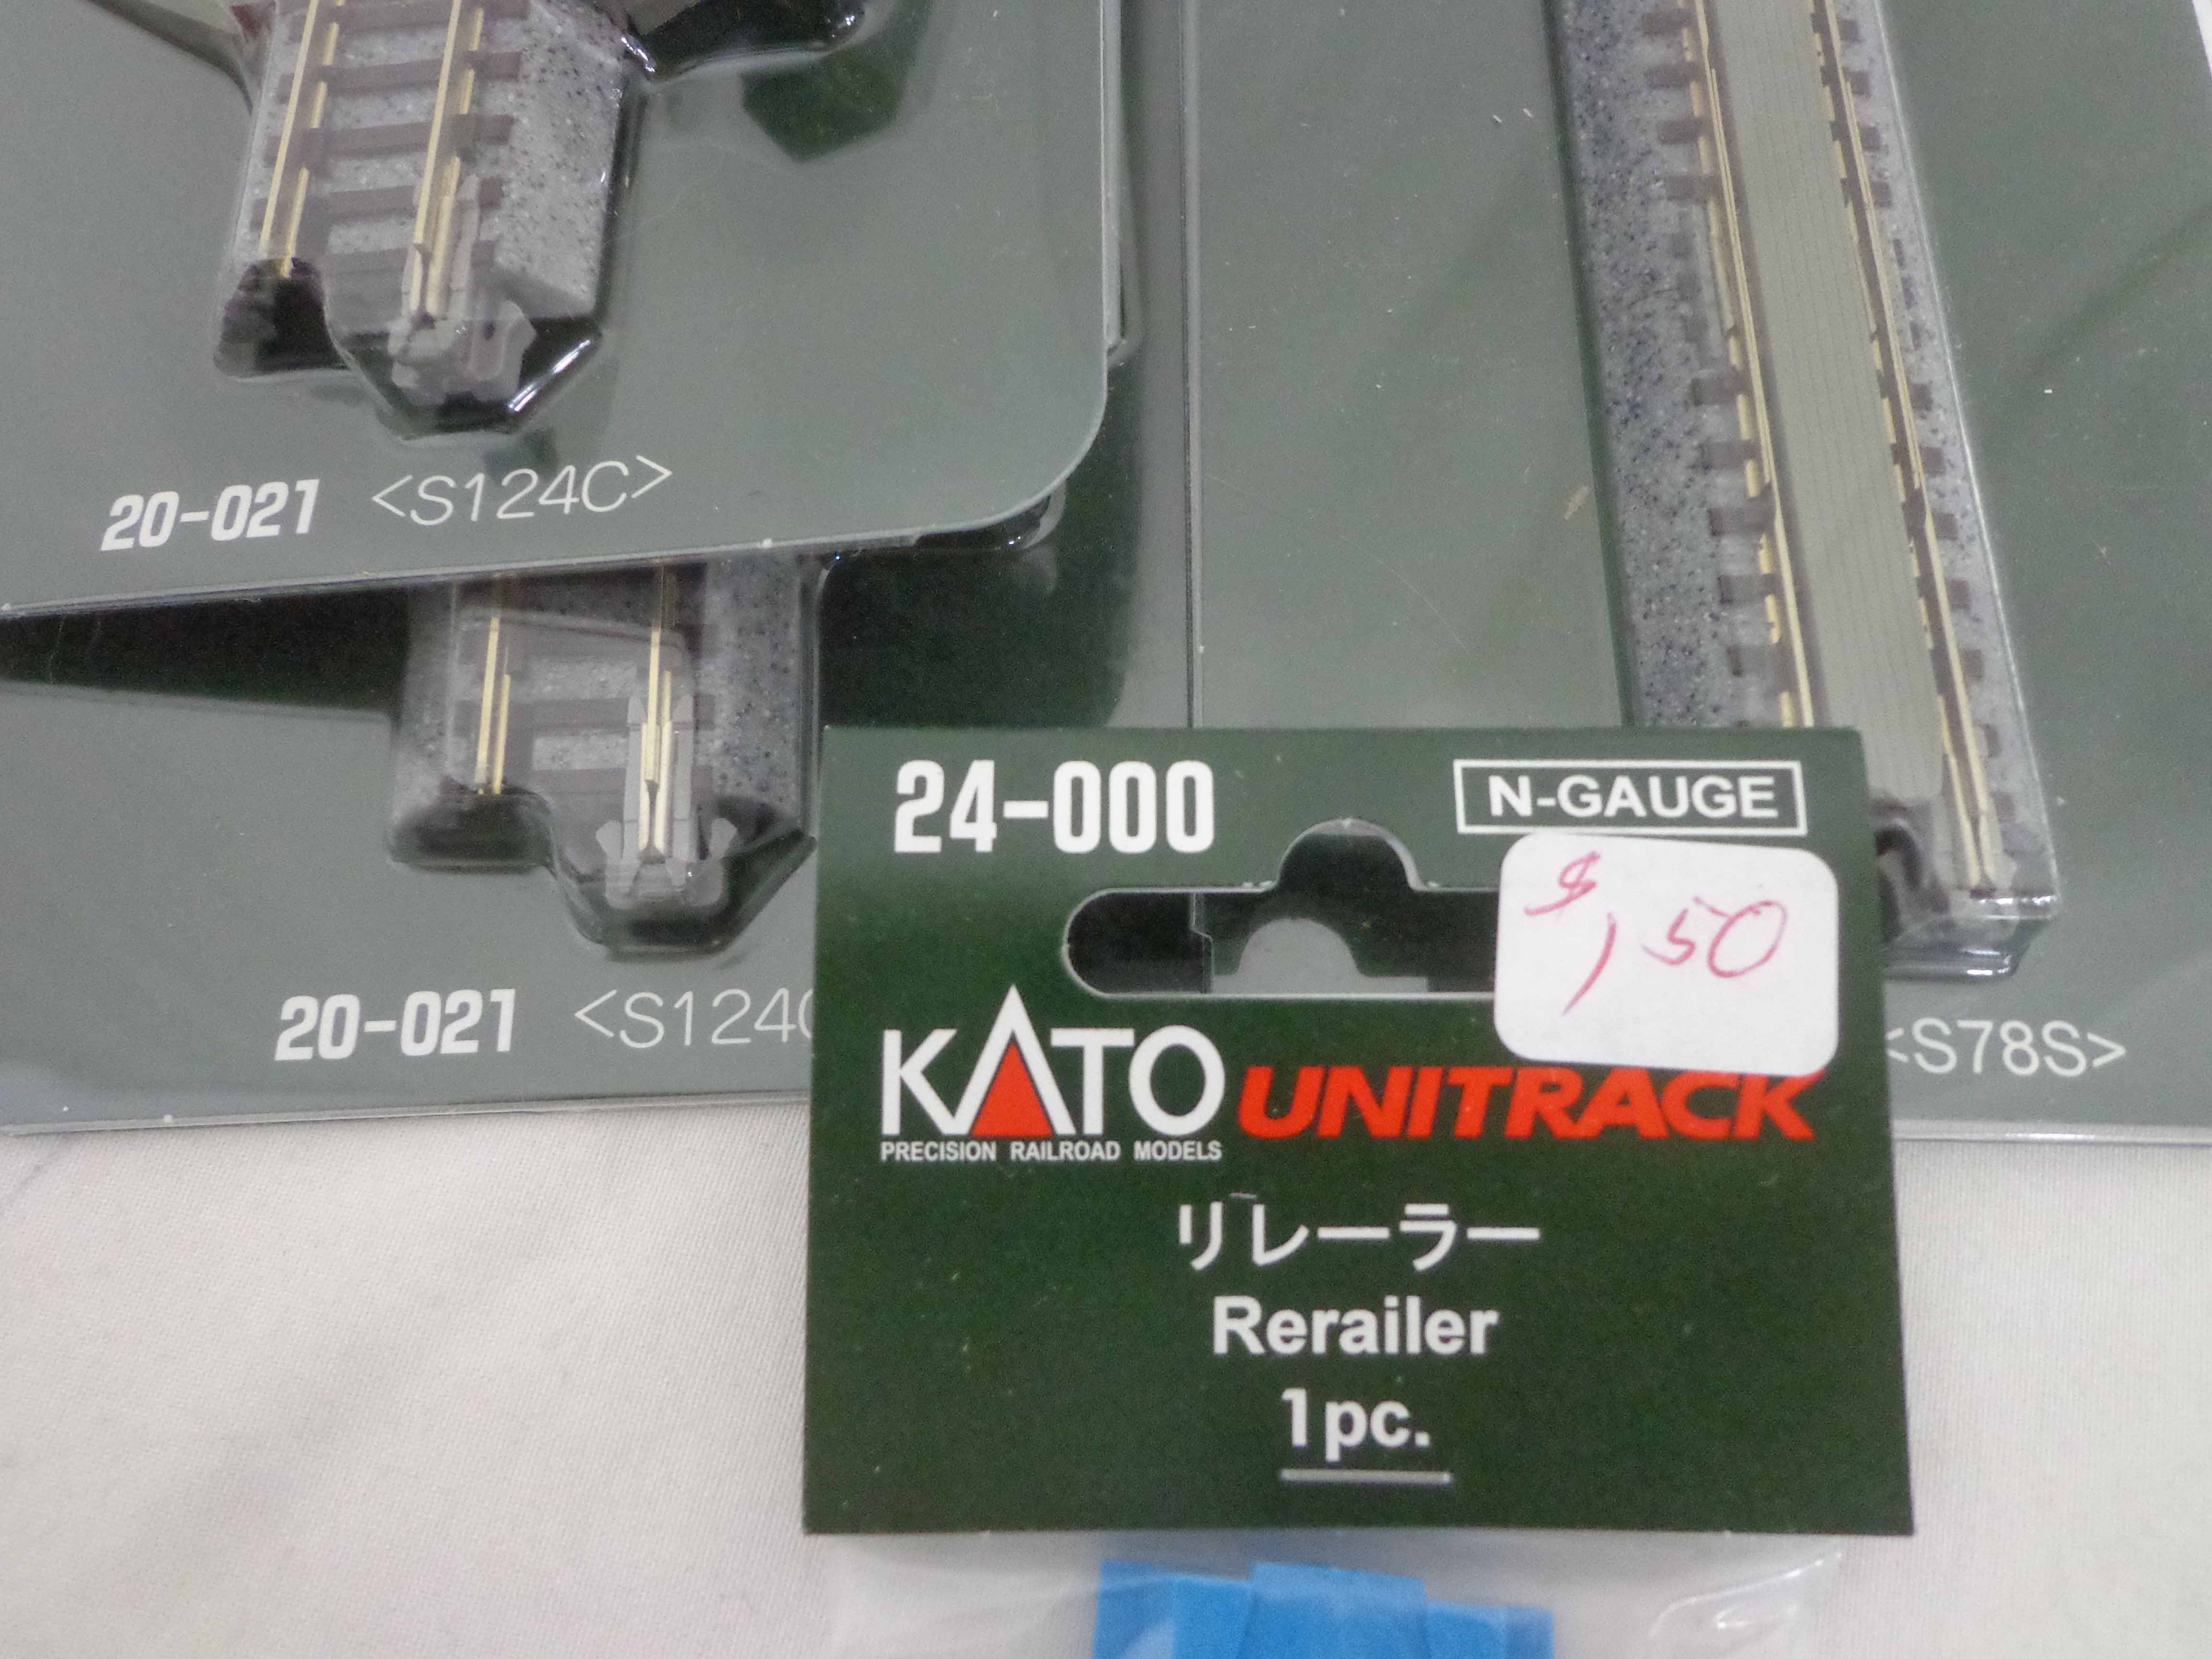 20-021 <S124C>
20-021 <S124
<S78S>
24-000
N-GAUGE
$1,50
KATO UNITRACK
PRECISION RAILROAD MODELS
リレーラー
Rerailer
1pc.